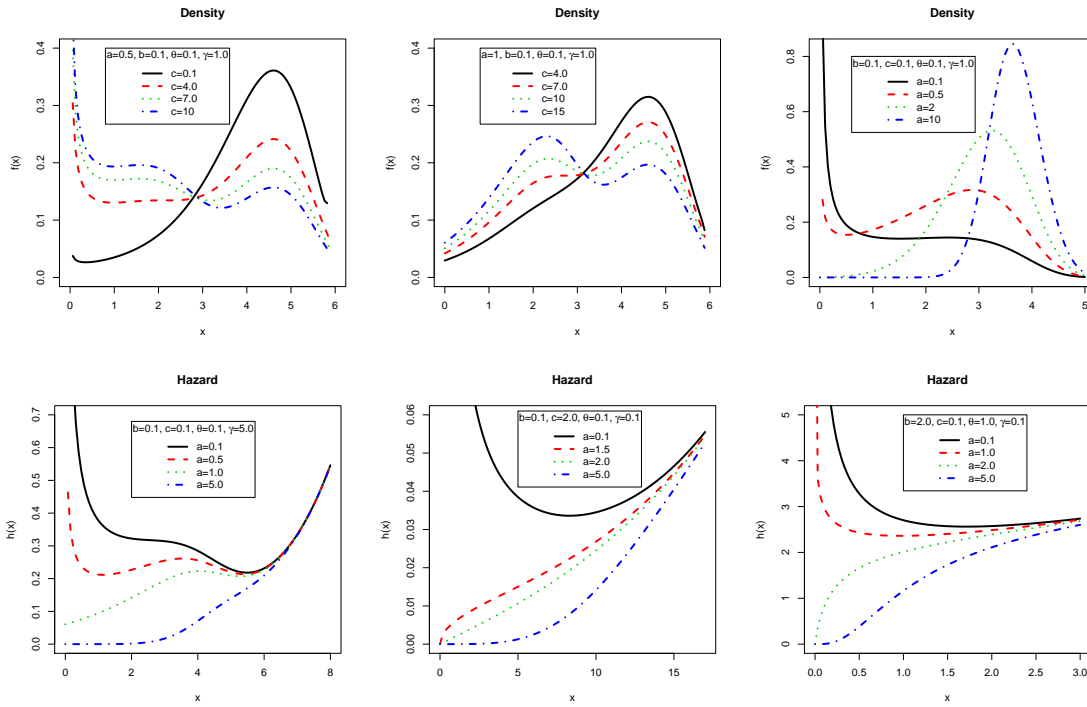 Density
f(x)
0.0 0.1 0.2 0.3 0.4
a=0.5, b=0.1, θ=0.1, γ=1.0
c=0.1
c=4.0
c=7.0
c=10
0 1 2 3 4 5 6
x
Density
f(x)
0.0 0.1 0.2 0.3 0.4
a=1, b=0.1, θ=0.1, γ=1.0
c=4.0
c=7.0
c=10
c=15
0 1 2 3 4 5 6
x
Density
f(x)
0.0 0.2 0.4 0.6 0.8
b=0.1, c=0.1, θ=0.1, γ=1.0
a=0.1
a=0.5
a=2
a=10
0 1 2 3 4 5
x
Hazard
h(x)
0.0 0.1 0.2 0.3 0.4 0.5 0.6 0.7
b=0.1, c=0.1, θ=0.1, γ=5.0
a=0.1
a=0.5
a=1.0
a=5.0
0 2 4 6 8
x
Hazard
h(x)
0.00 0.01 0.02 0.03 0.04 0.05 0.06
b=0.1, c=2.0, θ=0.1, γ=0.1
a=0.1
a=1.5
a=2.0
a=5.0
0 5 10 15
x
Hazard
h(x)
0 1 2 3 4 5
b=2.0, c=0.1, θ=1.0, γ=0.1
a=0.1
a=1.0
a=2.0
a=5.0
0.0 0.5 1.0 1.5 2.0 2.5 3.0
x